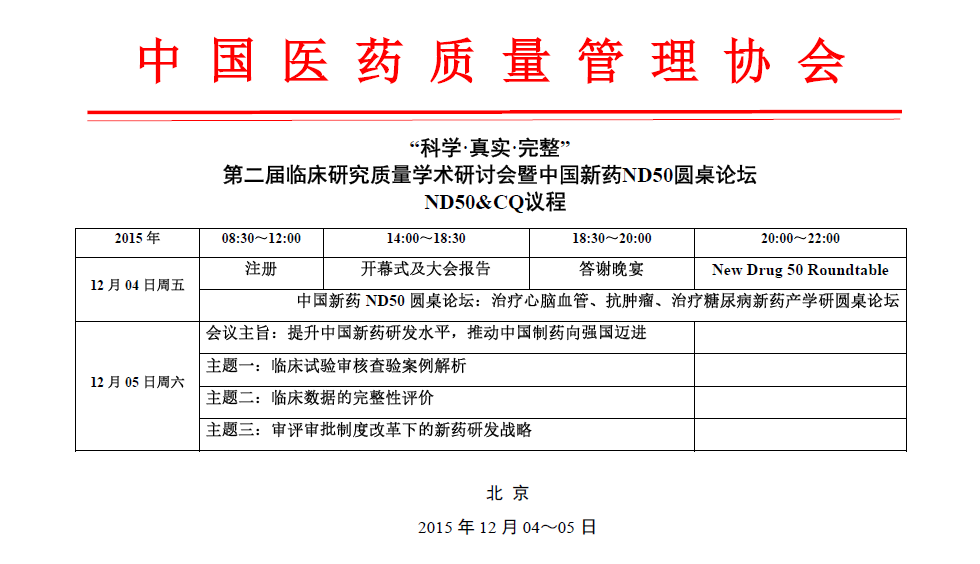 中国医药质量管理协会
“科学·真实·完整”
第二届临床研究质量学术研讨会暨中国新药ND50圆桌论坛
ND50&CQ议程
2015 年 08:30～12:00 14:00～18:30 18:30～20:00 20:00～22:00
12 月 04 日周五 注册 开幕式及大会报告 答谢晚宴 New Drug 50 Roundtable
中国新药 ND50 圆桌论坛：治疗心脑血管、抗肿瘤、治疗糖尿病新药产学研圆桌论坛
12 月 05 日周六 会议主旨：提升中国新药研发水平，推动中国制药向强国迈进
主题一：临床试验审核查验案例解析
主题二：临床数据的完整性评价
主题三：审评审批制度改革下的新药研发战略
北 京
2015 年 12 月 04～05 日